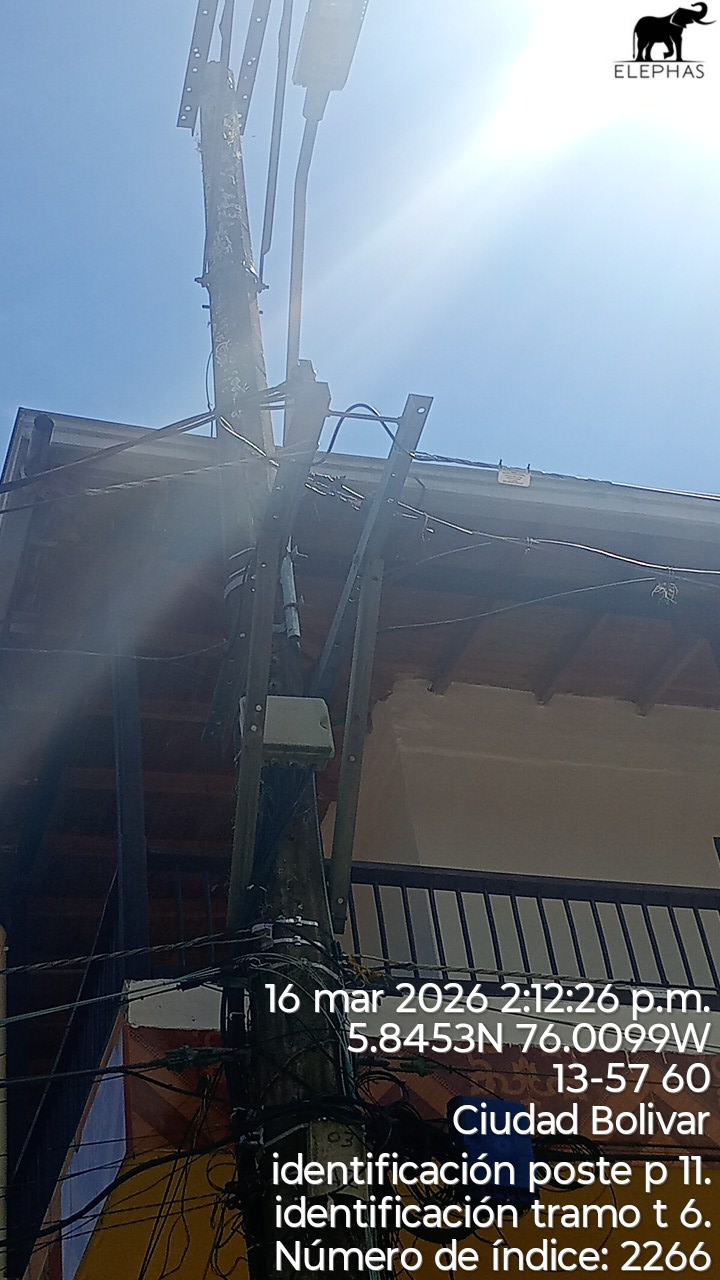 ELEPHAS
16 mar 2026 2:12:26 p.m.
5.8453N 76.0099W
13-57 60
Ciudad Bolivar
identificación poste p 11.
identificación tramo t 6.
Número de índice: 2266